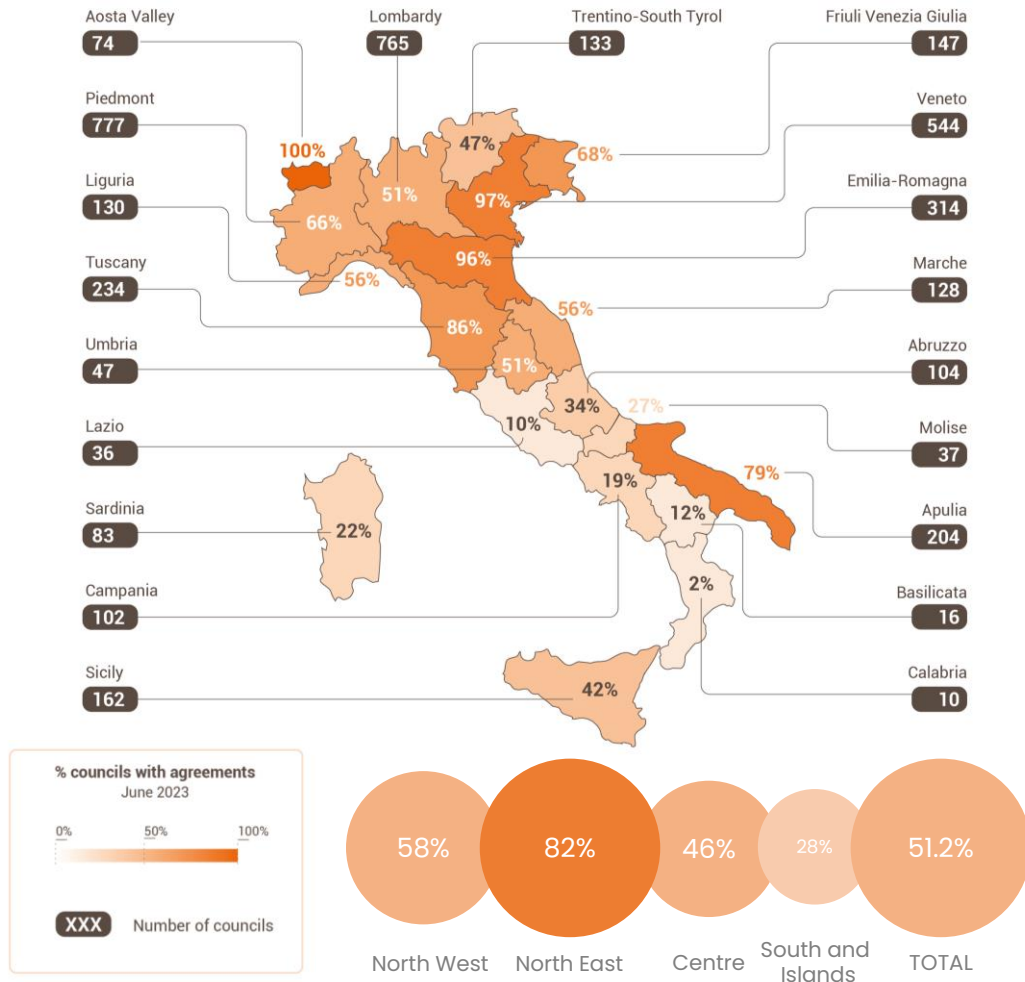 Aosta Valley
74
Lombardy
765
Trentino-South Tyrol
133
Friuli Venezia Giulia
147
Piedmont
777
Veneto
544
Liguria
130
Emilia-Romagna
314
Tuscany
234
Marche
128
Umbria
47
Abruzzo
104
Lazio
36
Molise
37
Sardinia
83
Apulia
204
Campania
102
Basilicata
16
Sicily
162
Calabria
10
100%
47%
68%
51%
97%
66%
96%
56%
56%
86%
51%
34%
27%
10%
19%
79%
22%
12%
2%
42%
% councils with agreements
June 2023
0%
50%
100%
XXX
Number of councils
58%
82%
46%
28%
51.2%
North West
North East
Centre
South and
Islands
TOTAL